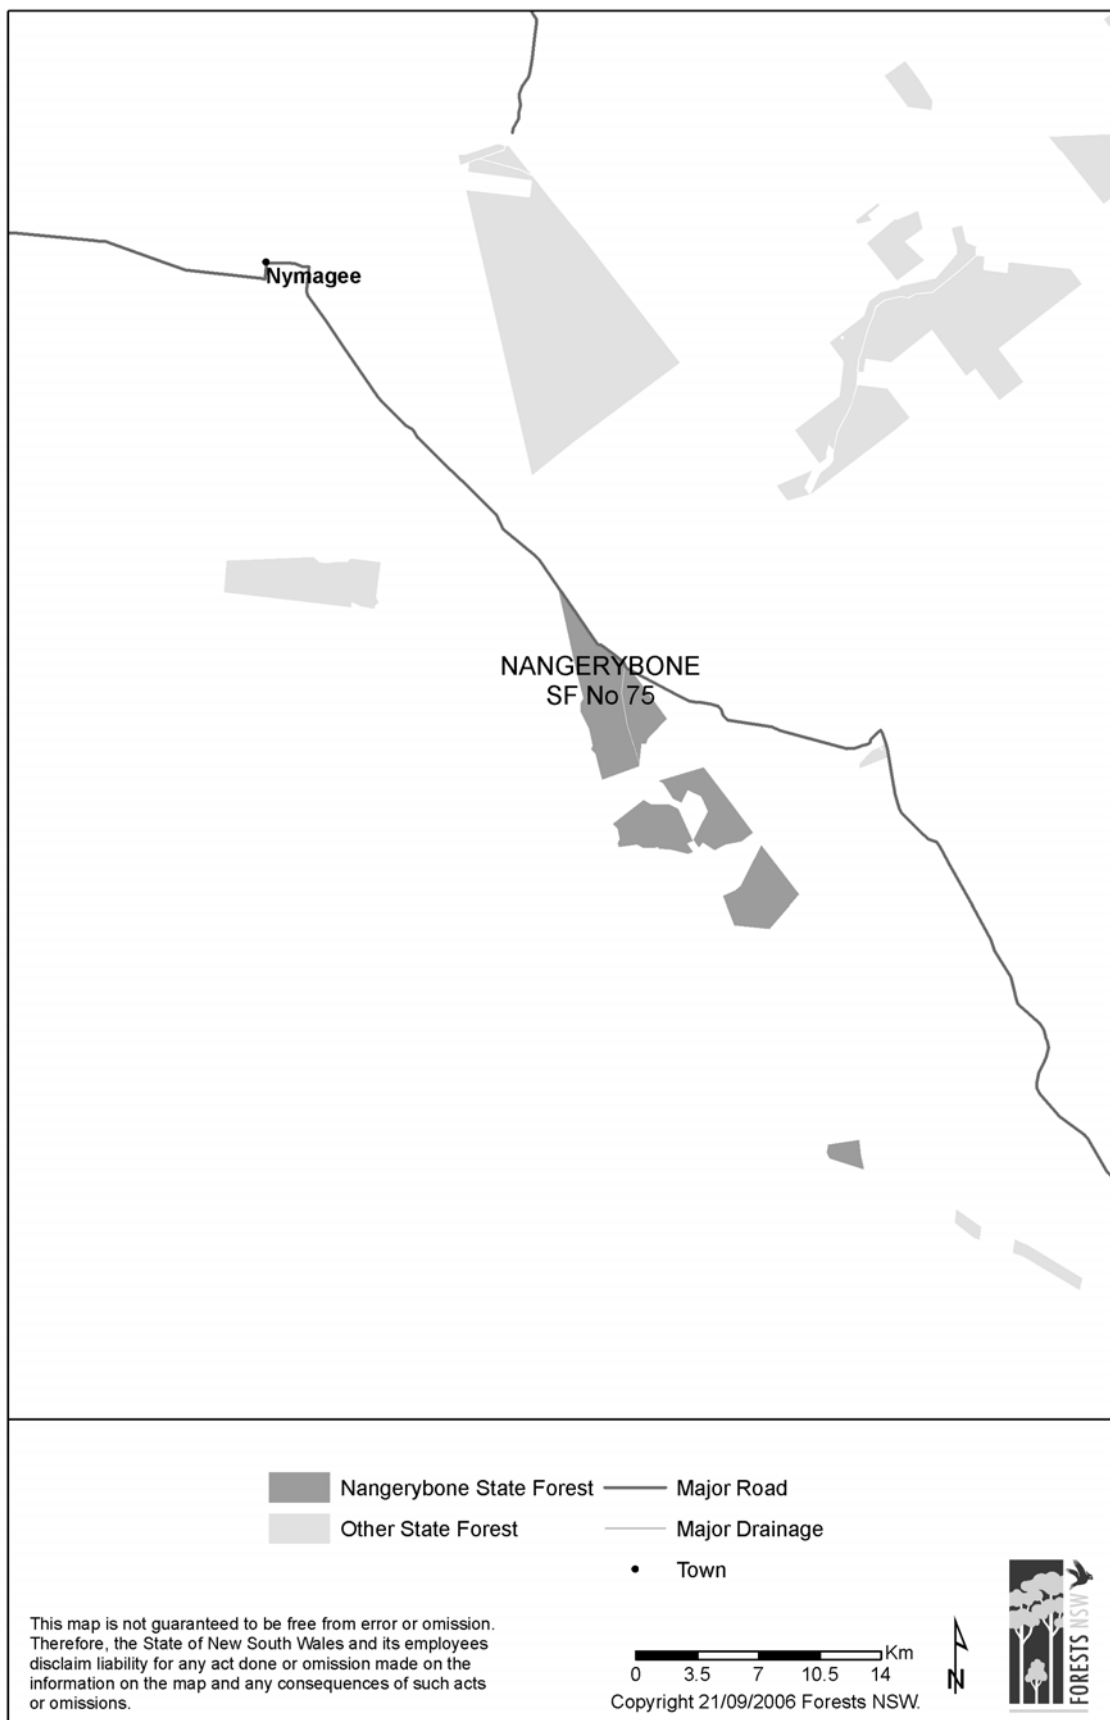 Nymagee
NANGERYBONE
SF No 75
Nangerybone State Forest
Major Road
Other State Forest
Major Drainage
Town
This map is not guaranteed to be free from error or omission.
Therefore, the State of New South Wales and its employees
disclaim liability for any act done or omission made on the
information on the map and any consequences of such acts
or omissions.
Km
0 3.5 7 10.5 14
Copyright 21/09/2006 Forests NSW.
N
FORESTS NSW